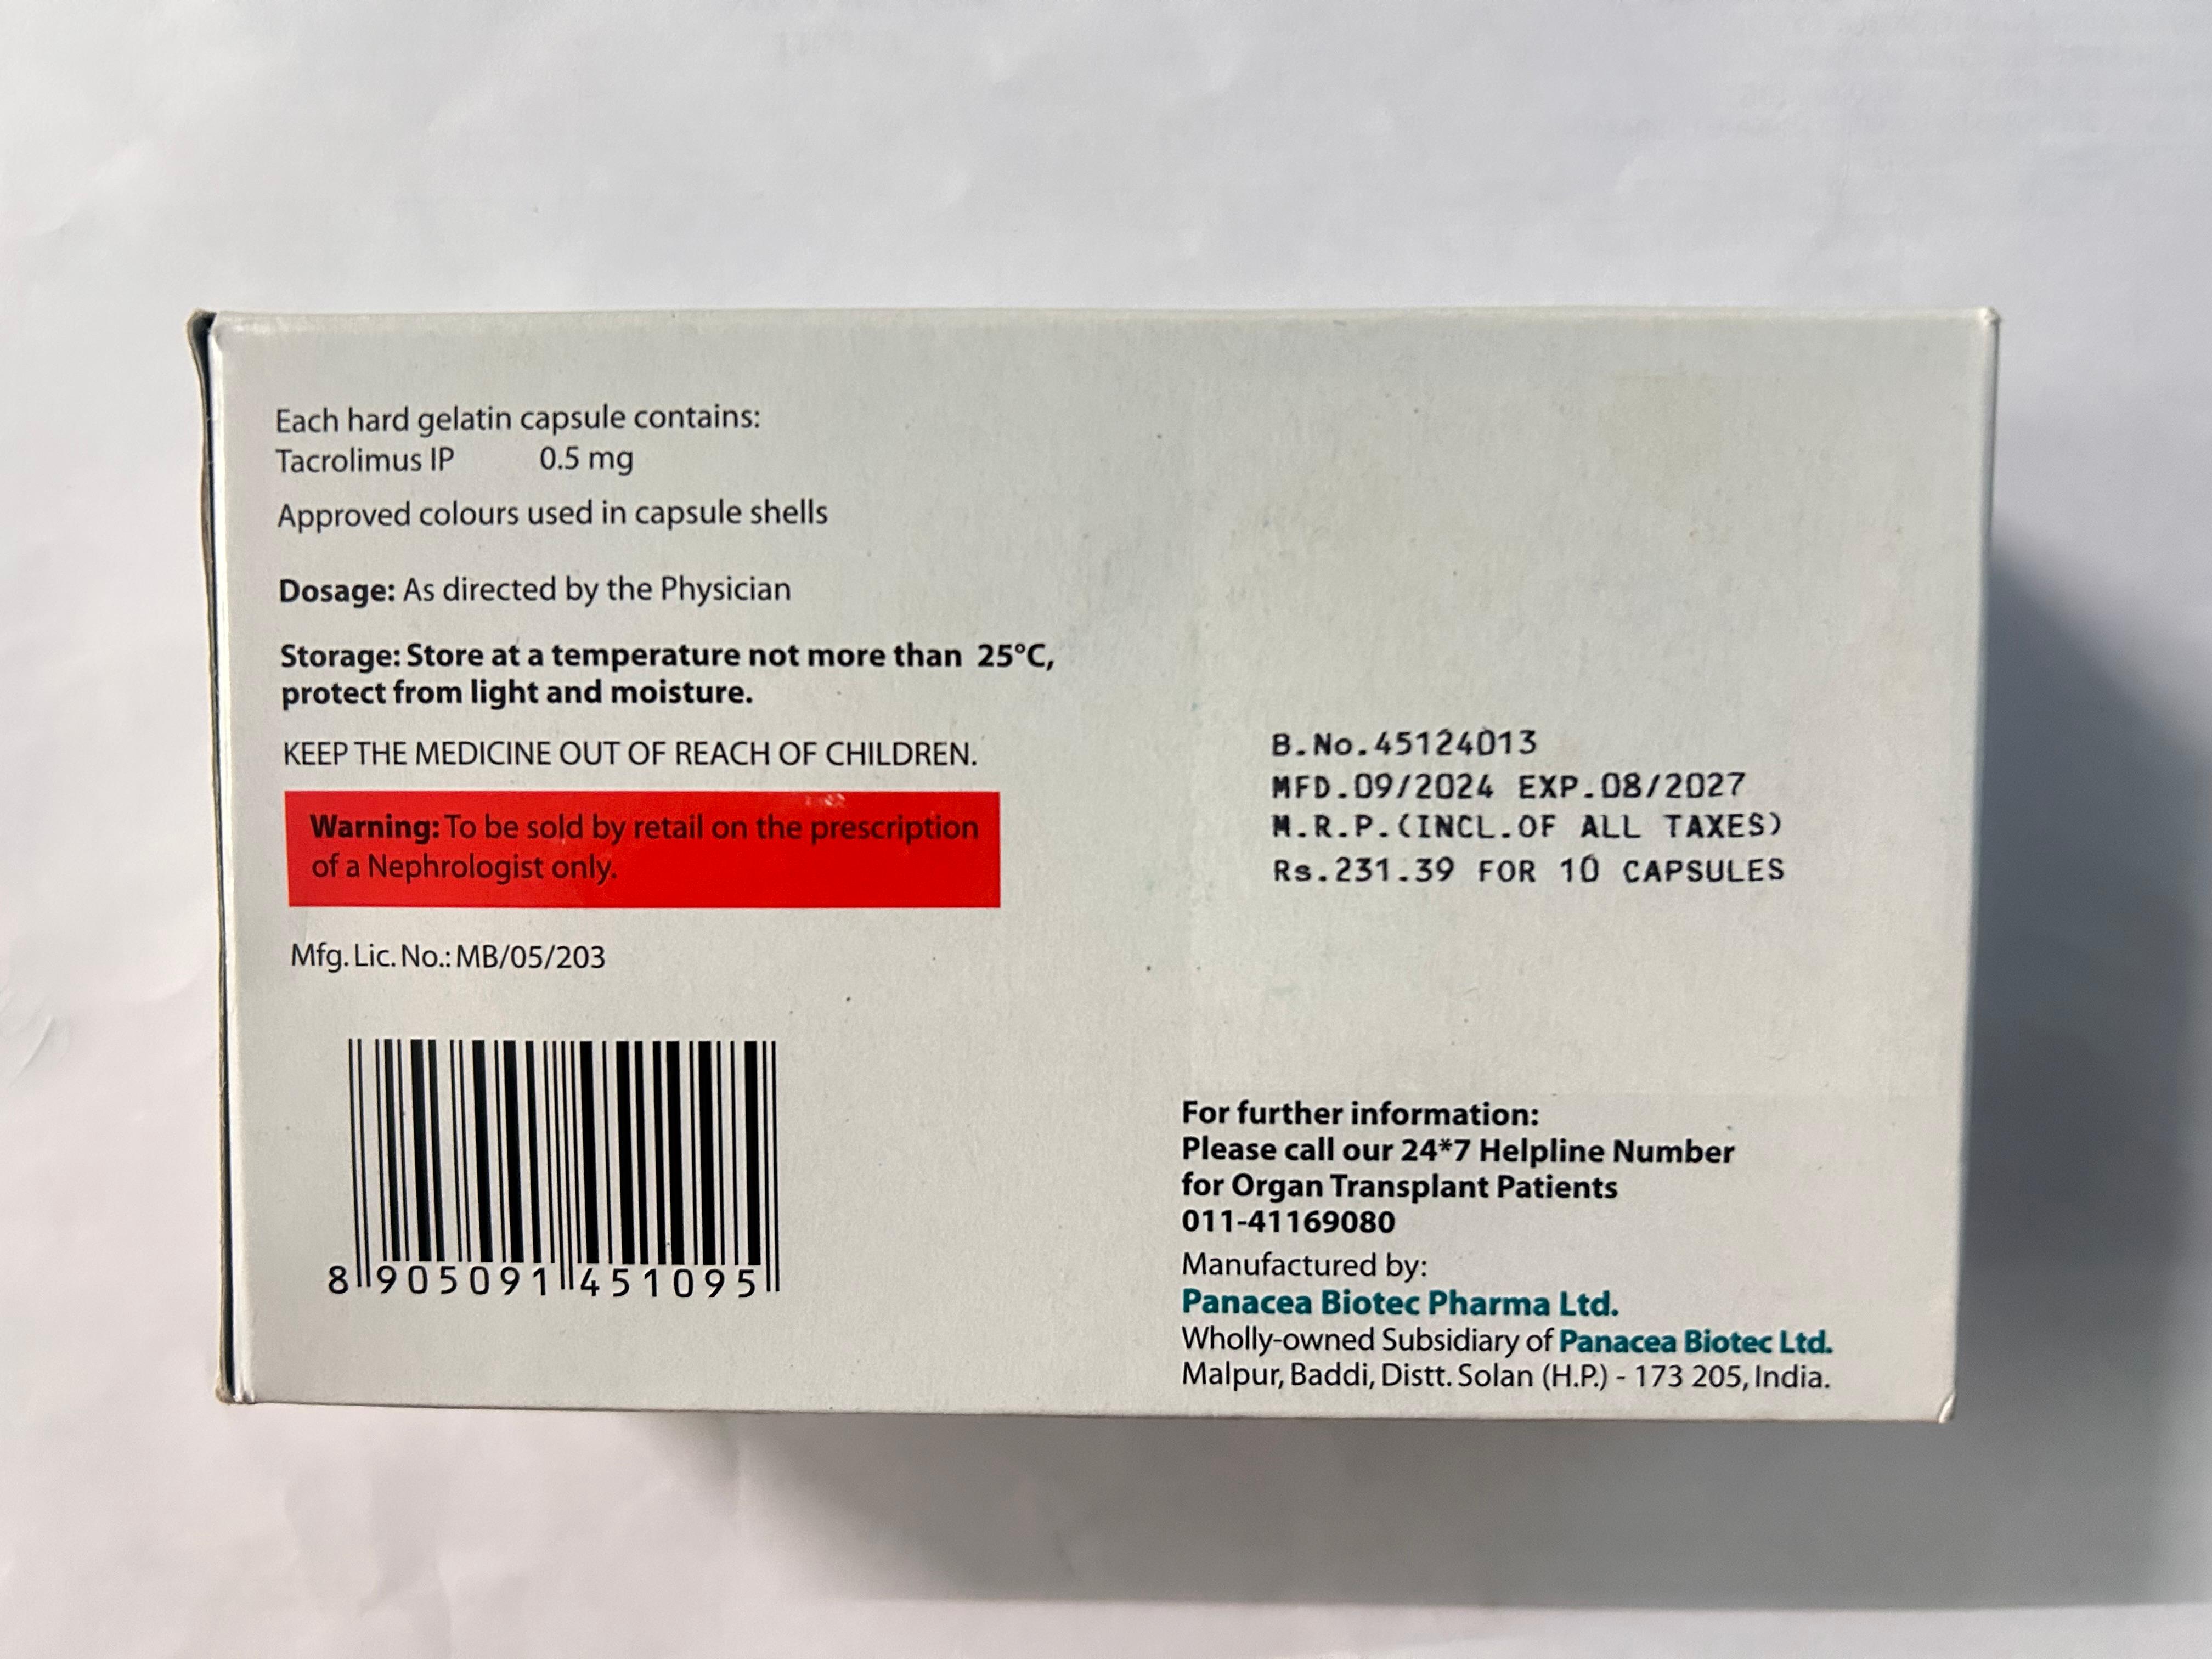 Each hard gelatin capsule contains:
Tacrolimus IP 0.5 mg
Approved colours used in capsule shells
Dosage: As directed by the Physician
Storage: Store at a temperature not more than 25°C,
protect from light and moisture.
KEEP THE MEDICINE OUT OF REACH OF CHILDREN.
Warning: To be sold by retail on the prescription
of a Nephrologist only.
Mfg. Lic. No.: MB/05/203
8 905091 451095
B.No.45124013
MFD.09/2024 EXP.08/2027
M.R.P.(INCL.OF ALL TAXES)
Rs.231.39 FOR 10 CAPSULES
For further information:
Please call our 24*7 Helpline Number
for Organ Transplant Patients
011-41169080
Manufactured by:
Panacea Biotec Pharma Ltd.
Wholly-owned Subsidiary of Panacea Biotec Ltd.
Malpur, Baddi, Distt. Solan (H.P.) - 173 205, India.